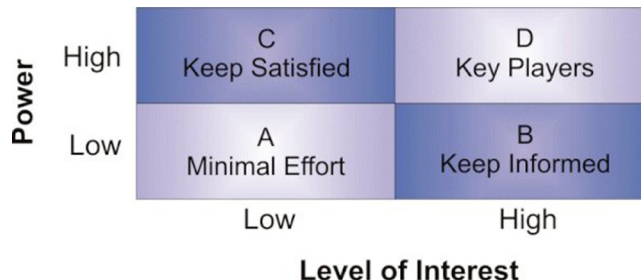 Power
High
C
Keep Satisfied
D
Key Players
Low
A
Minimal Effort
B
Keep Informed
Low
High
Level of Interest